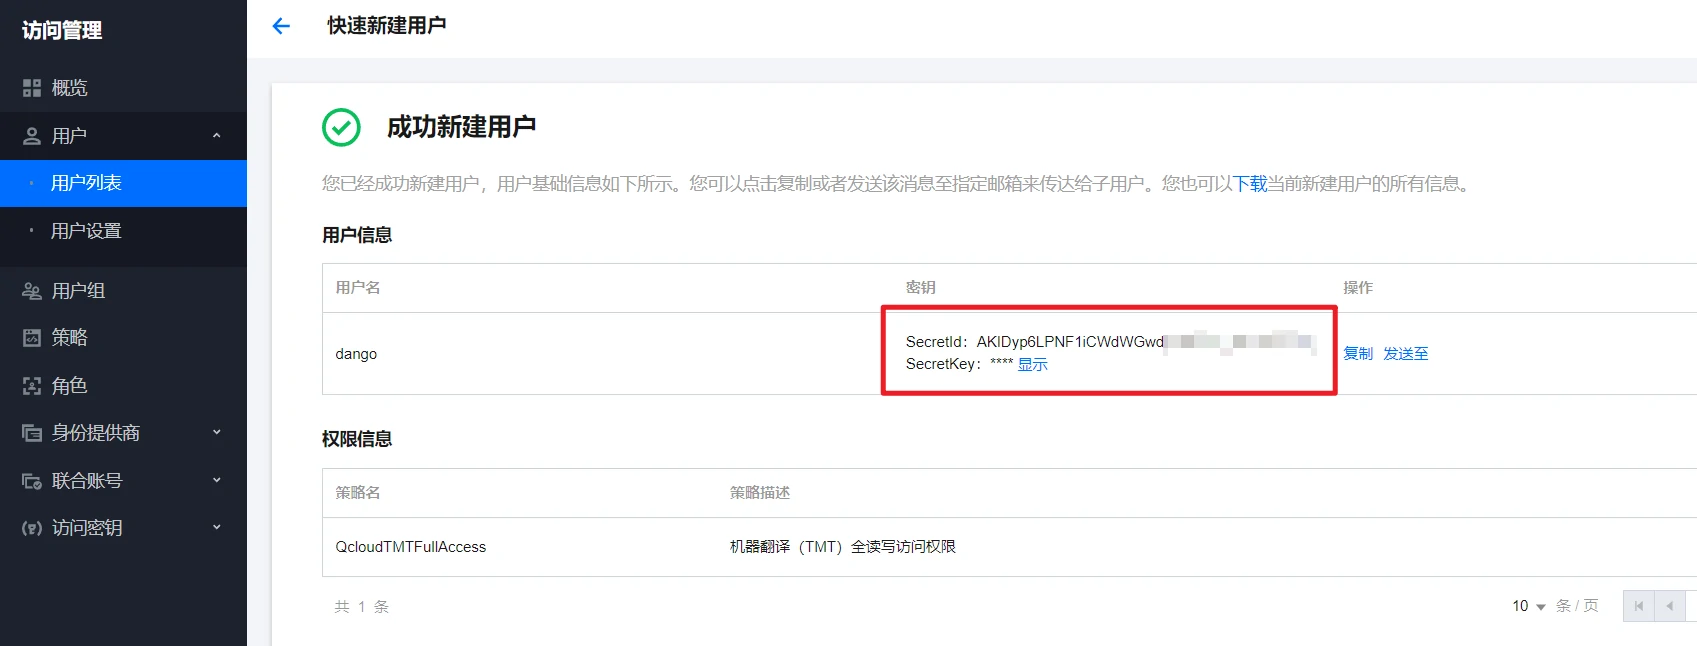 访问管理
概览
用户
用户列表
用户设置
用户组
策略
角色
身份提供商
联合账号
访问密钥
快速新建用户
成功新建用户
您已经成功新建用户，用户基础信息如下所示。您可以点击复制或者发送该消息至指定邮箱来传达给子用户。您也可以下载当前新建用户的所有信息。
用户信息
用户名 密钥 操作
dango
SecretId：AKIDyp6LPNF1iCWdWGwd
SecretKey：**** 显示
复制 发送至
权限信息
策略名 策略描述
QcloudTMTFullAccess 机器翻译（TMT）全读写访问权限
共 1 条
10 条 / 页